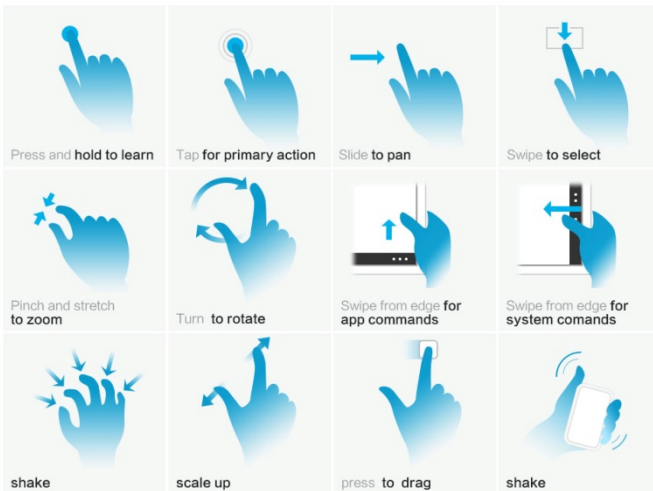 Press and hold to learn
Tap for primary action
Slide to pan
Swipe to select
Pinch and stretch
to zoom
Turn to rotate
Swipe from edge for
app commands
Swipe from edge for
system comands
shake
scale up
press to drag
shake